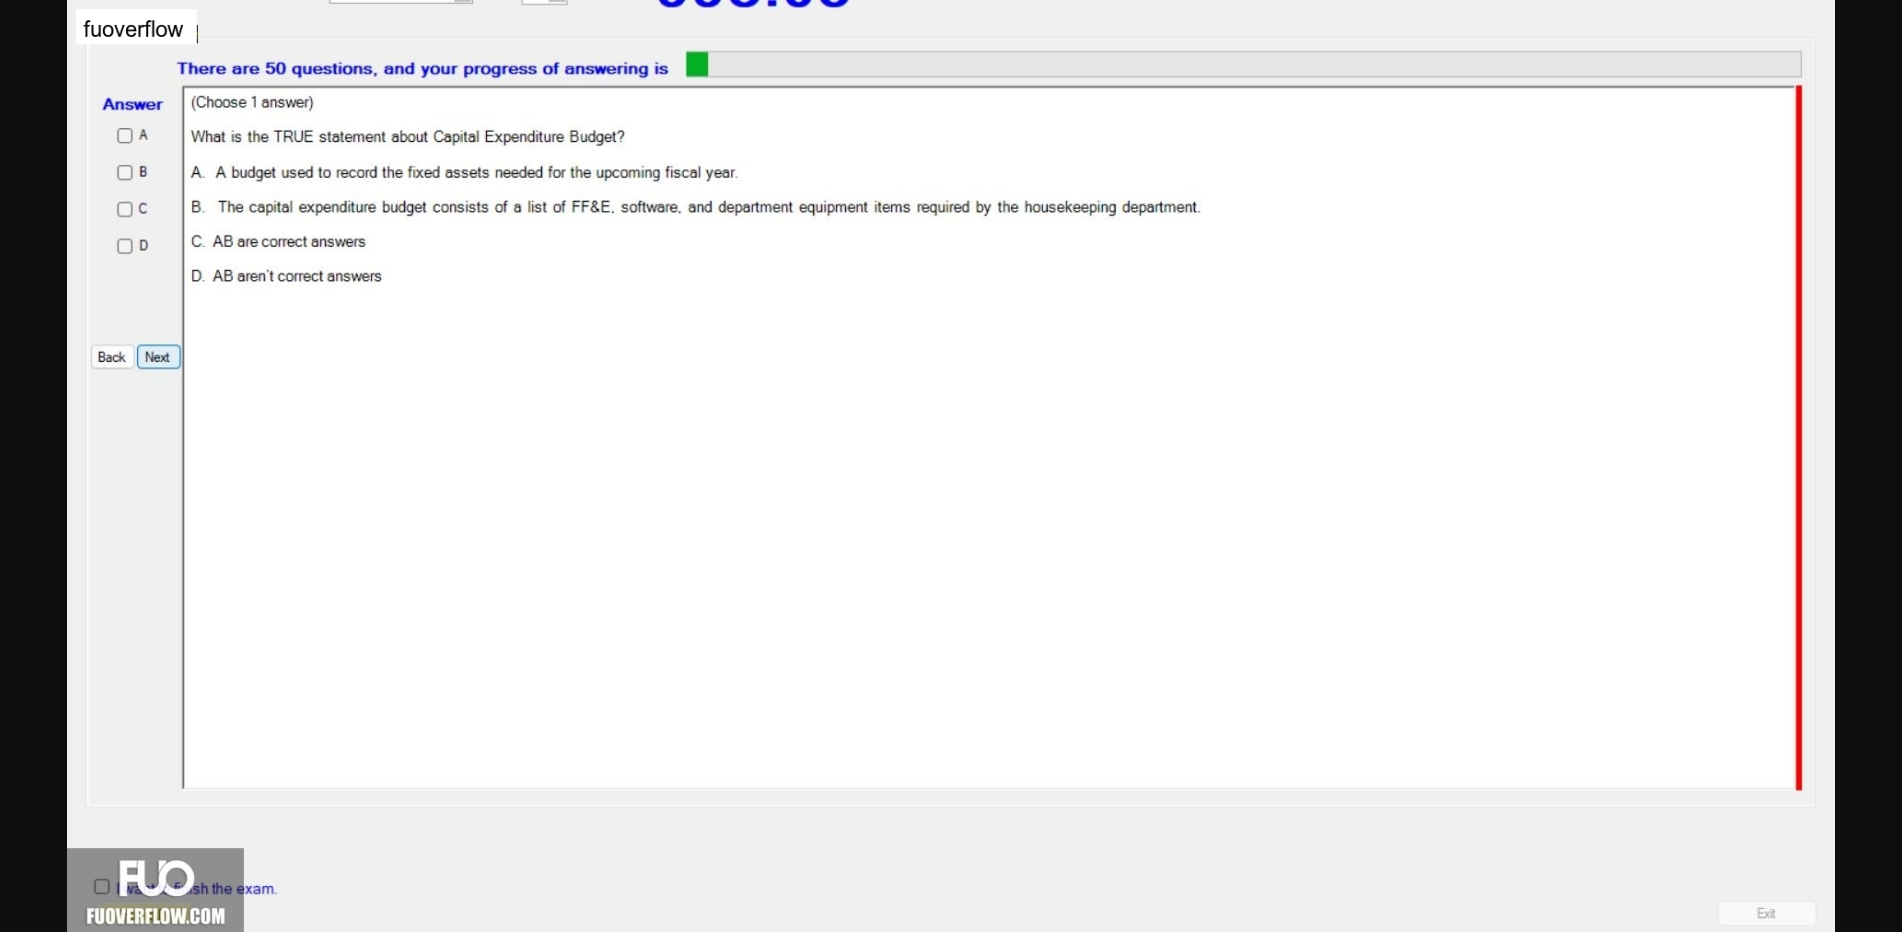 fuoverflow
There are 50 questions, and your progress of answering is
Answer
(Choose 1 answer)
A
What is the TRUE statement about Capital Expenditure Budget?
B
A. A budget used to record the fixed assets needed for the upcoming fiscal year.
C
B. The capital expenditure budget consists of a list of FF&E, software, and department equipment items required by the housekeeping department.
D
C. AB are correct answers
D. AB aren't correct answers
Back Next
FUO
I want finish the exam.
FUOVERFLOW.COM
Exit